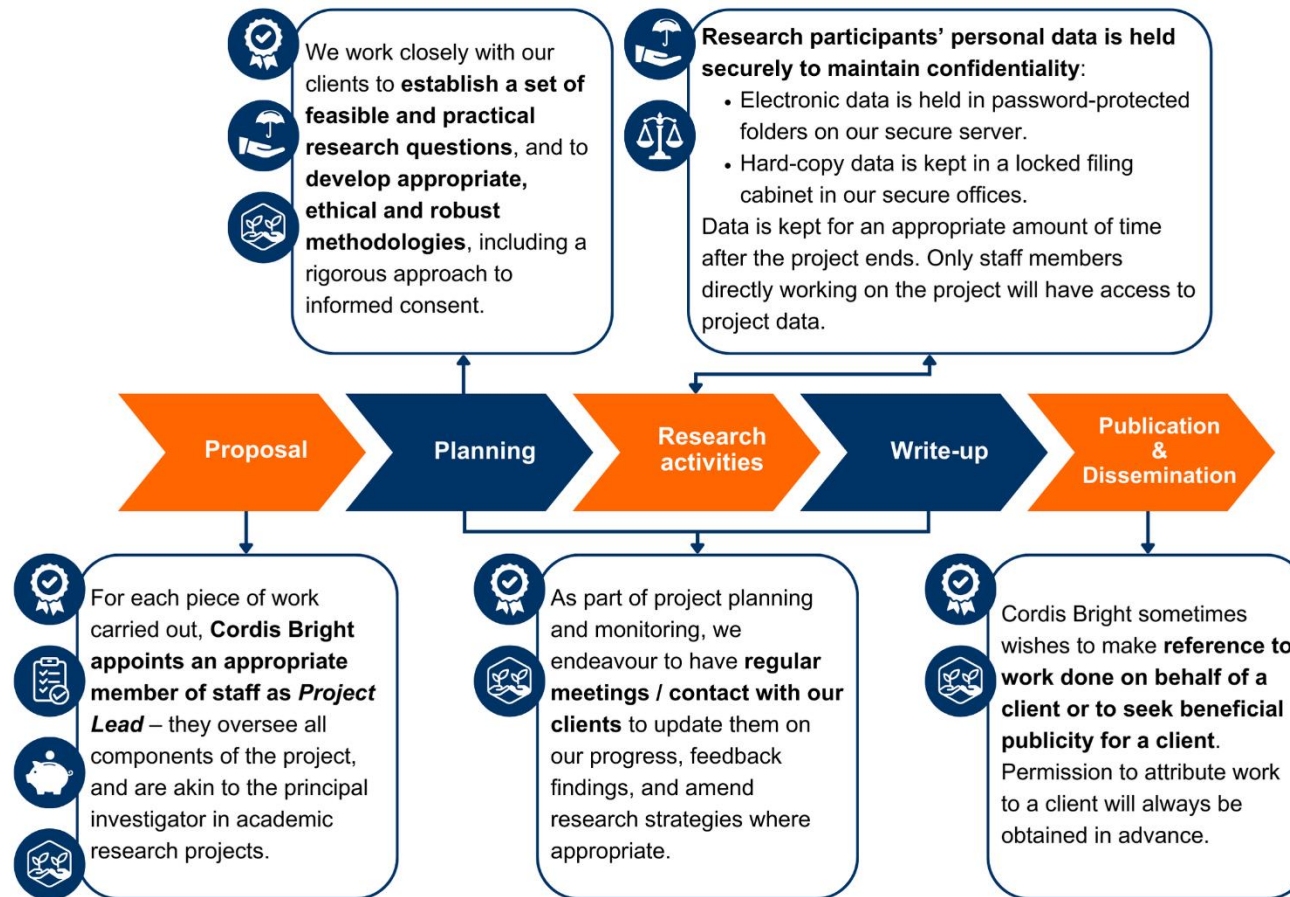 We work closely with our
clients to establish a set of
feasible and practical
research questions, and to
develop appropriate,
ethical and robust
methodologies, including a
rigorous approach to
informed consent.
Research participants’ personal data is held
securely to maintain confidentiality:
• Electronic data is held in password-protected
folders on our secure server.
• Hard-copy data is kept in a locked filing
cabinet in our secure offices.
Data is kept for an appropriate amount of time
after the project ends. Only staff members
directly working on the project will have access to
project data.
Proposal
Planning
Research
activities
Write-up
Publication
&
Dissemination
For each piece of work
carried out, Cordis Bright
appoints an appropriate
member of staff as Project
Lead – they oversee all
components of the project,
and are akin to the principal
investigator in academic
research projects.
As part of project planning
and monitoring, we
endeavour to have regular
meetings / contact with our
clients to update them on
our progress, feedback
findings, and amend
research strategies where
appropriate.
Cordis Bright sometimes
wishes to make reference to
work done on behalf of a
client or to seek beneficial
publicity for a client.
Permission to attribute work
to a client will always be
obtained in advance.